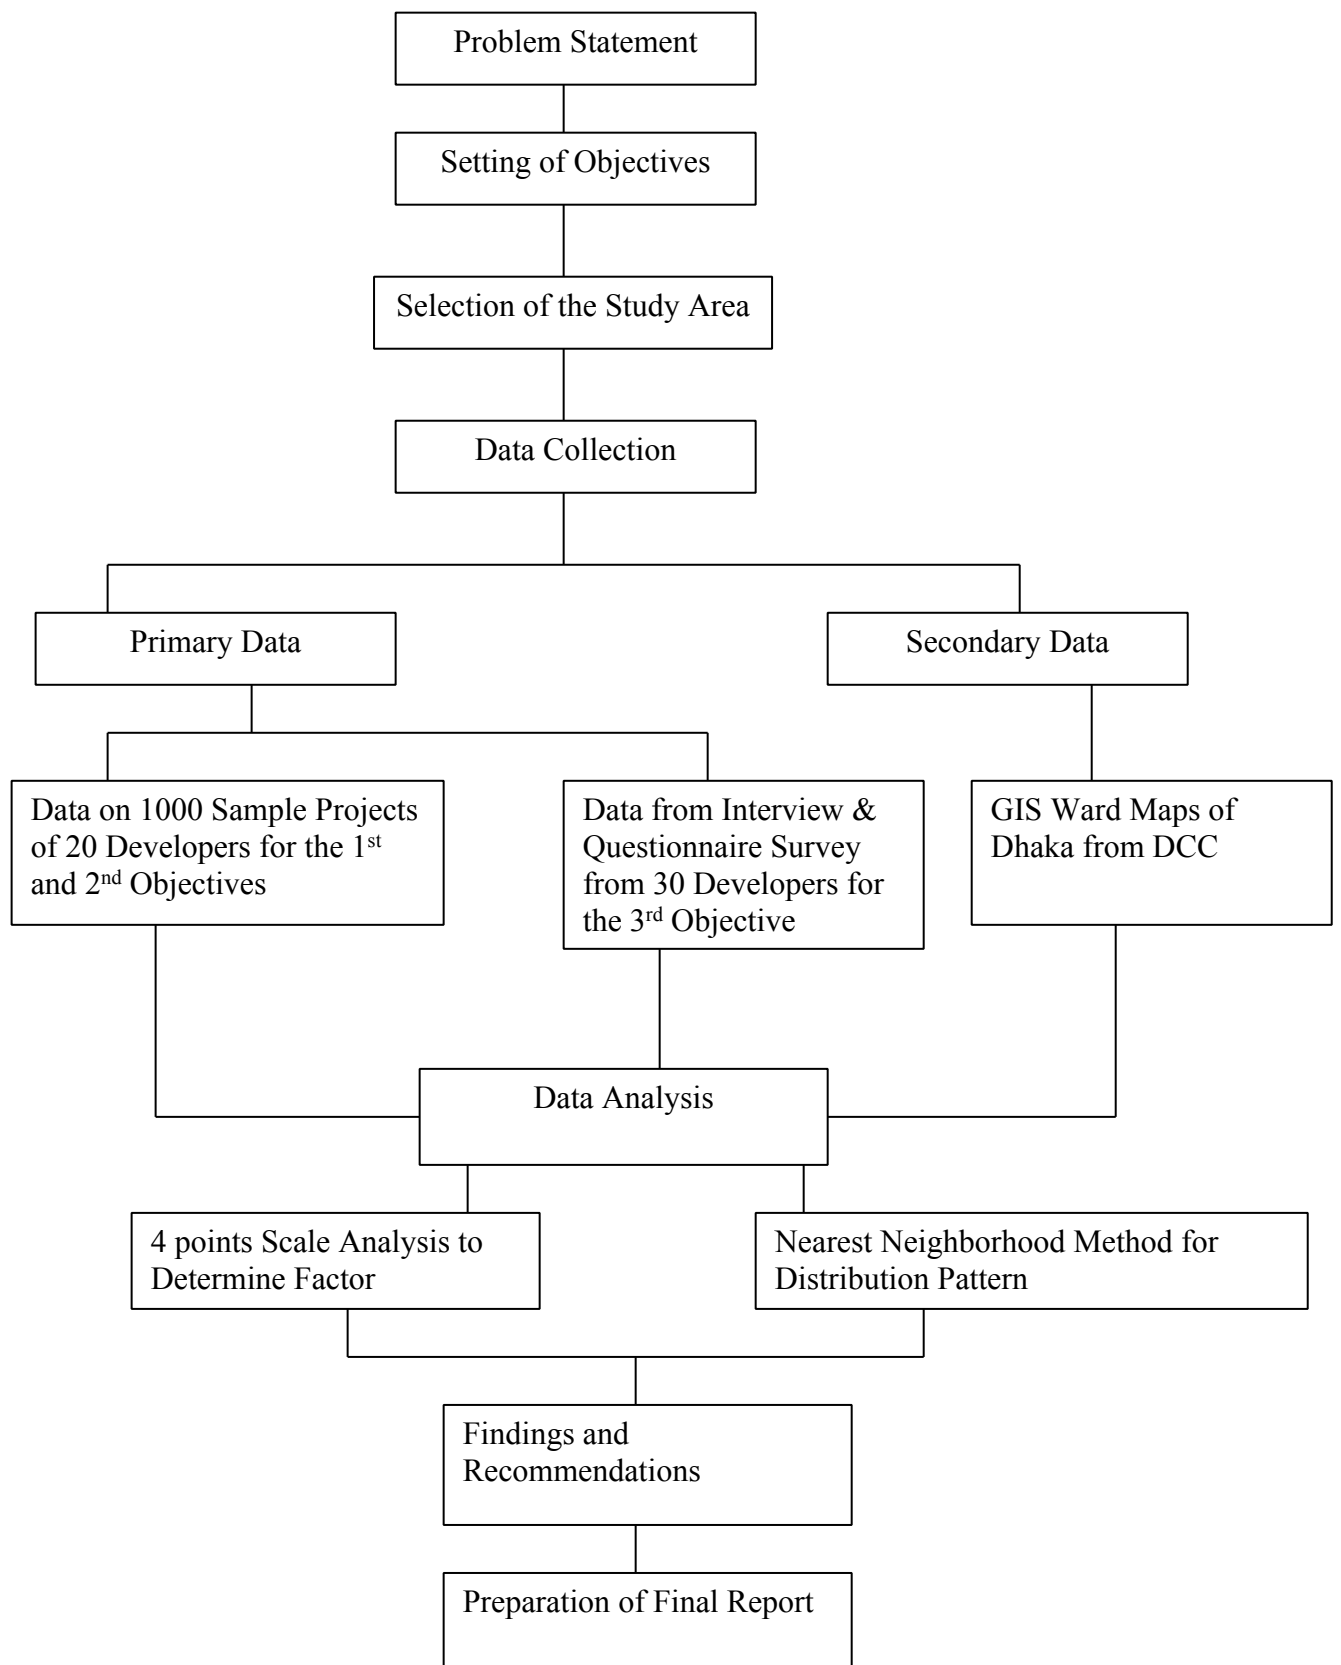 Problem Statement
Setting of Objectives
Selection of the Study Area
Data Collection
Primary Data
Secondary Data
Data on 1000 Sample Projects
of 20 Developers for the 1st
and 2nd Objectives
Data from Interview &
Questionnaire Survey
from 30 Developers for
the 3rd Objective
GIS Ward Maps of
Dhaka from DCC
Data Analysis
4 points Scale Analysis to
Determine Factor
Nearest Neighborhood Method for
Distribution Pattern
Findings and
Recommendations
Preparation of Final Report